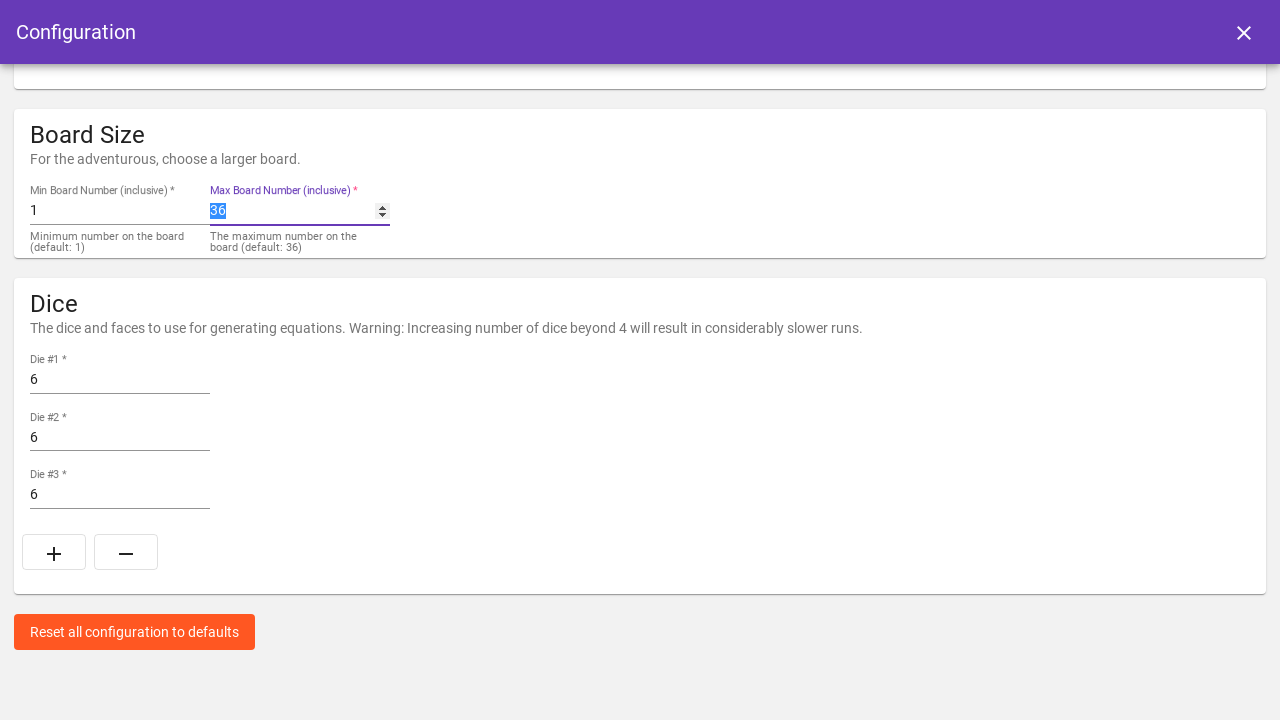 Configuration
Board Size
For the adventurous, choose a larger board.
Min Board Number (inclusive) *
Max Board Number (inclusive) *
1
36
Minimum number on the board
(default: 1)
The maximum number on the
board (default: 36)
Dice
The dice and faces to use for generating equations. Warning: Increasing number of dice beyond 4 will result in considerably slower runs.
Die #1 *
6
Die #2 *
6
Die #3 *
6
Reset all configuration to defaults